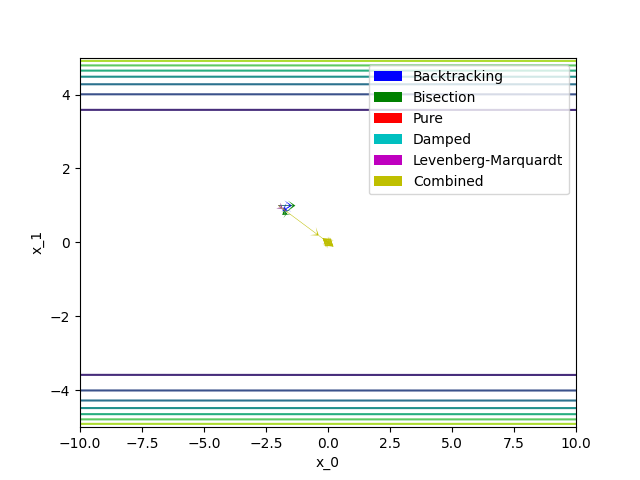 Backtracking
Bisection
Pure
Damped
Levenberg-Marquardt
Combined
4
2
0
−2
−4
x_1
−10.0 −7.5 −5.0 −2.5 0.0 2.5 5.0 7.5 10.0
x_0